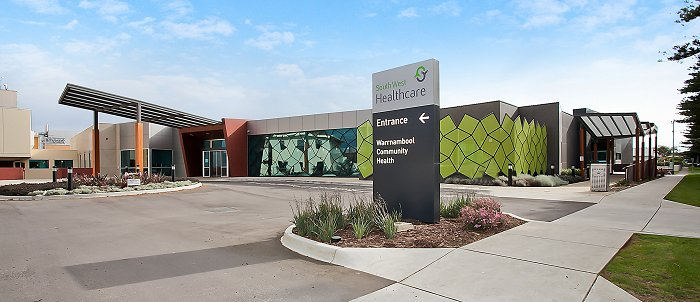 South West
Healthcare
Entrance
Warrnambool
Community
Health